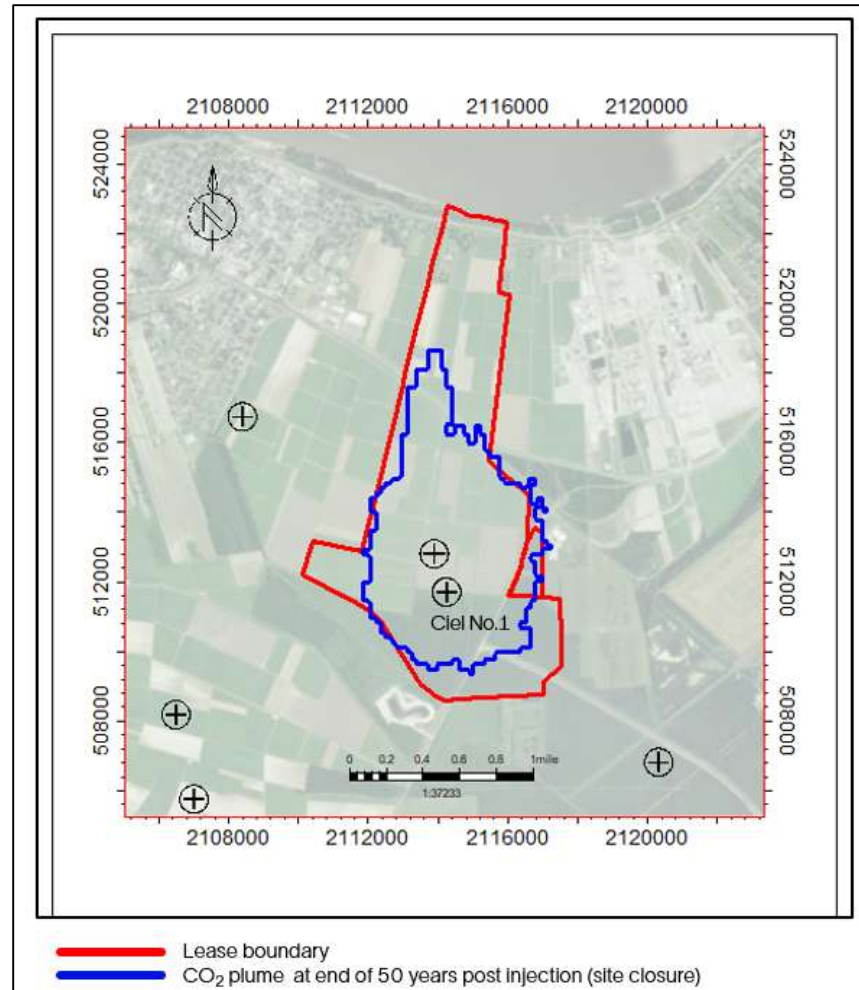 2108000 2112000 2116000 2120000
524000 524000
520000 520000
516000 516000
512000 512000
508000 508000
Ciel No.1
0 0.2 0.4 0.6 0.8 1mile
1:37233
2108000 2112000 2116000 2120000
Lease boundary
CO₂ plume at end of 50 years post injection (site closure)